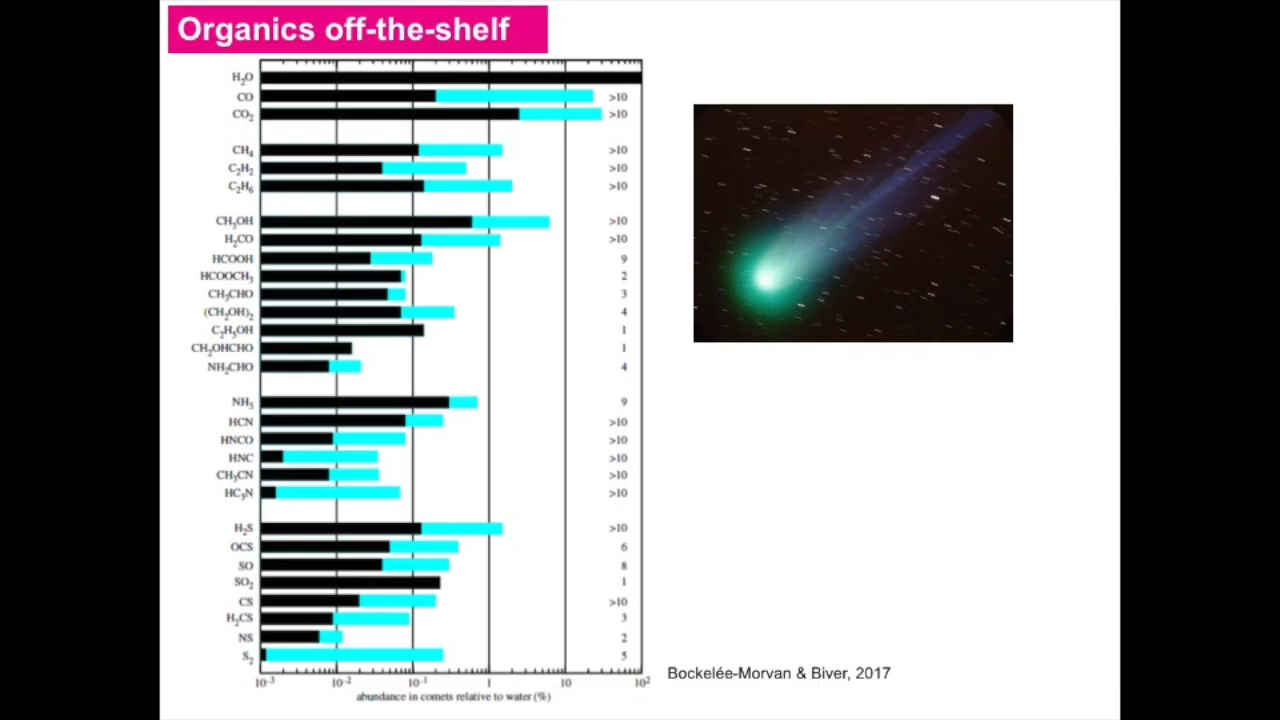 Organics off-the-shelf
H₂O
CO >10
CO₂ >10
CH₄ >10
C₂H₂ >10
C₂H₆ >10
CH₃OH >10
H₂CO >10
HCOOH 9
HCOOCH₃ 2
CH₃CHO 3
(CH₂OH)₂ 4
C₂H₅OH 1
CH₂OHCHO 1
NH₂CHO 4
NH₃ 9
HCN >10
HNCO >10
HNC >10
CH₃CN >10
HC₃N >10
H₂S >10
OCS 6
SO 8
SO₂ 1
CS >10
H₂CS 3
NS 2
S₂ 5
10⁻³ 10⁻² 10⁻¹ 1 10 10²
abundance in comets relative to water (%)
Bockelée-Morvan & Biver, 2017